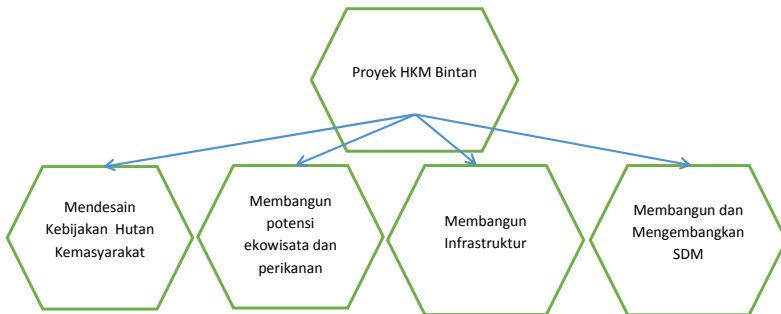 Proyek HKM Bintan
Mendesain
Kebijakan Hutan
Kemasyarakat
Membangun
potensi
ekowisata dan
perikanan
Membangun
Infrastruktur
Membangun dan
Mengembangkan
SDM